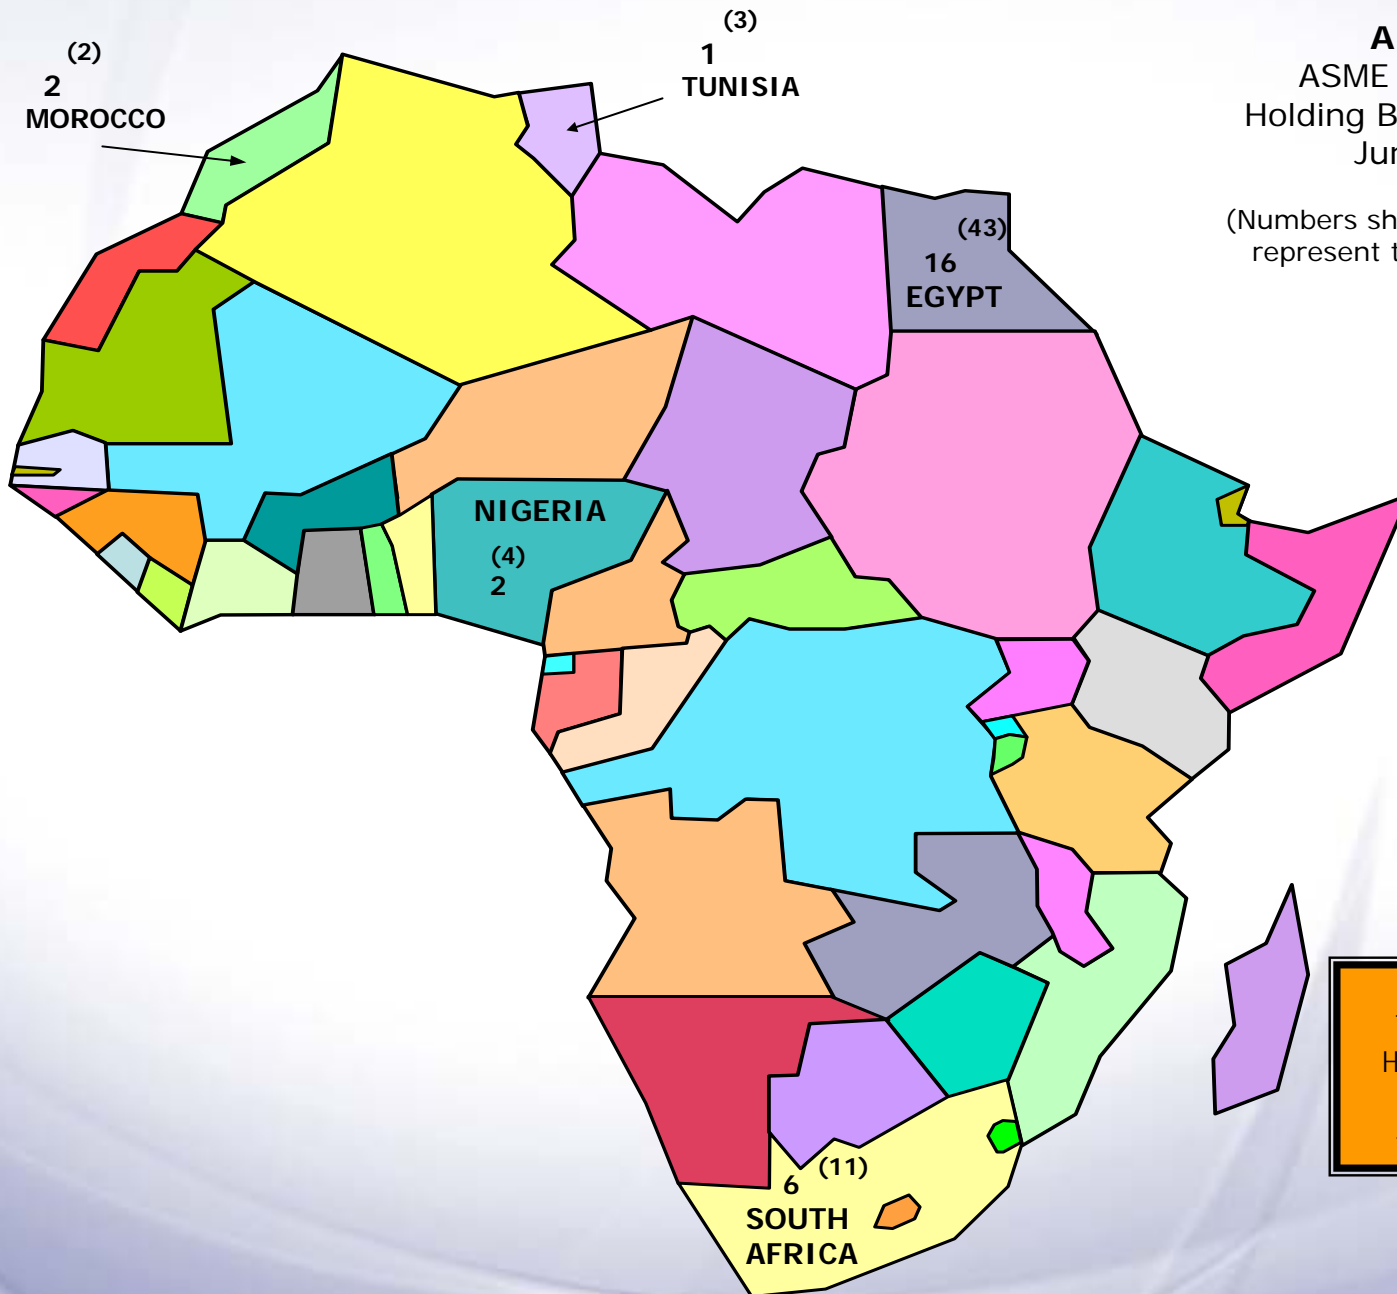 (2)
2
MOROCCO
(3)
1
TUNISIA
A
ASME
Holding B
Jun
(Numbers sh
represent t
(43)
16
EGYPT
NIGERIA
(4)
2
H
(11)
6
SOUTH
AFRICA